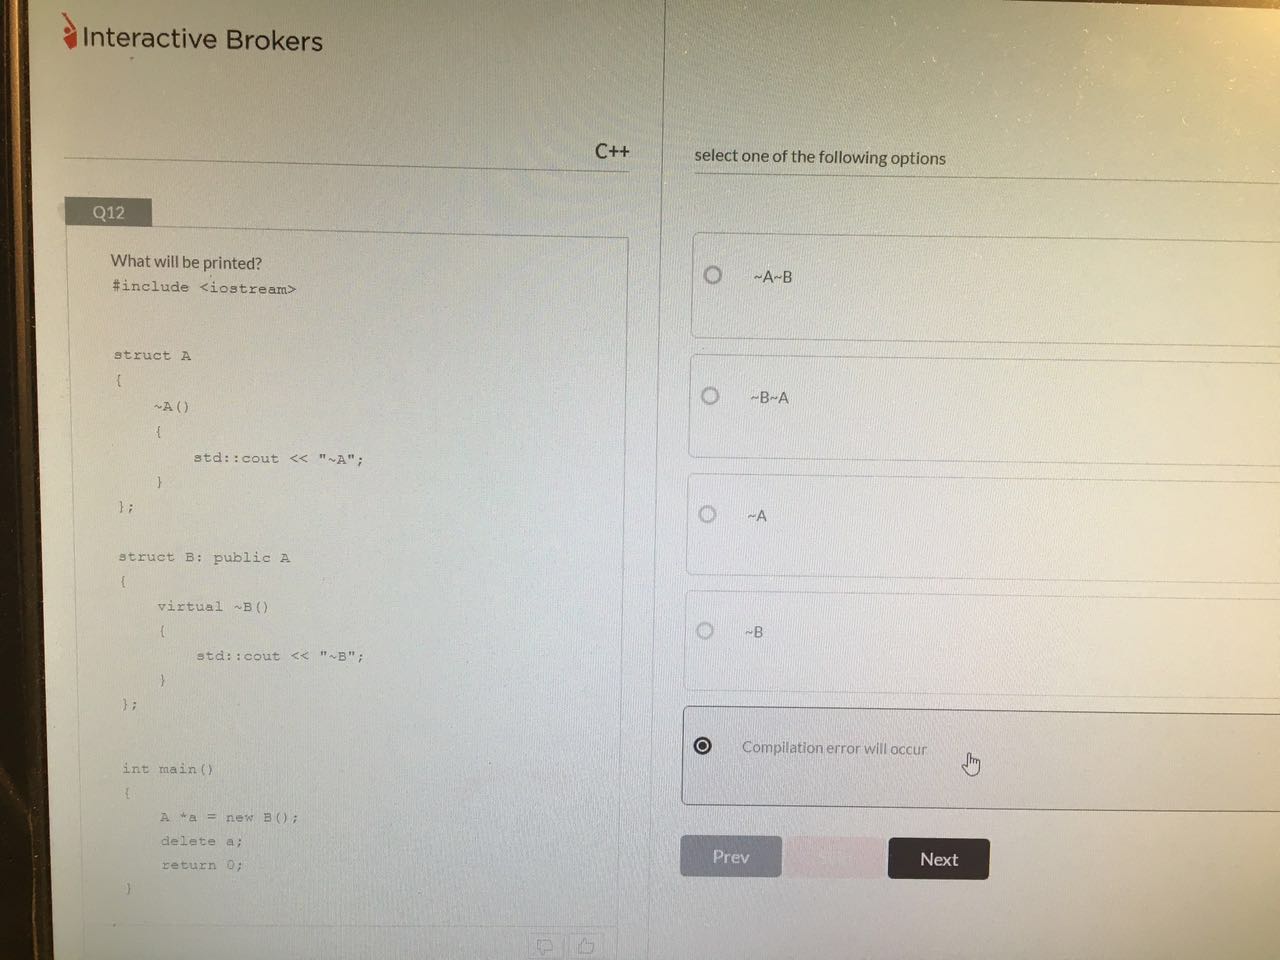 Interactive Brokers
C++
Q12
What will be printed?
#include <iostream>
struct A
{
~A()
{
std::cout << "~A";
}
};
struct B: public A
{
virtual ~B()
{
std::cout << "~B";
}
};
int main()
{
A *a = new B();
delete a;
return 0;
}
select one of the following options
~A~B
~B~A
~A
~B
Compilation error will occur
Prev
Next